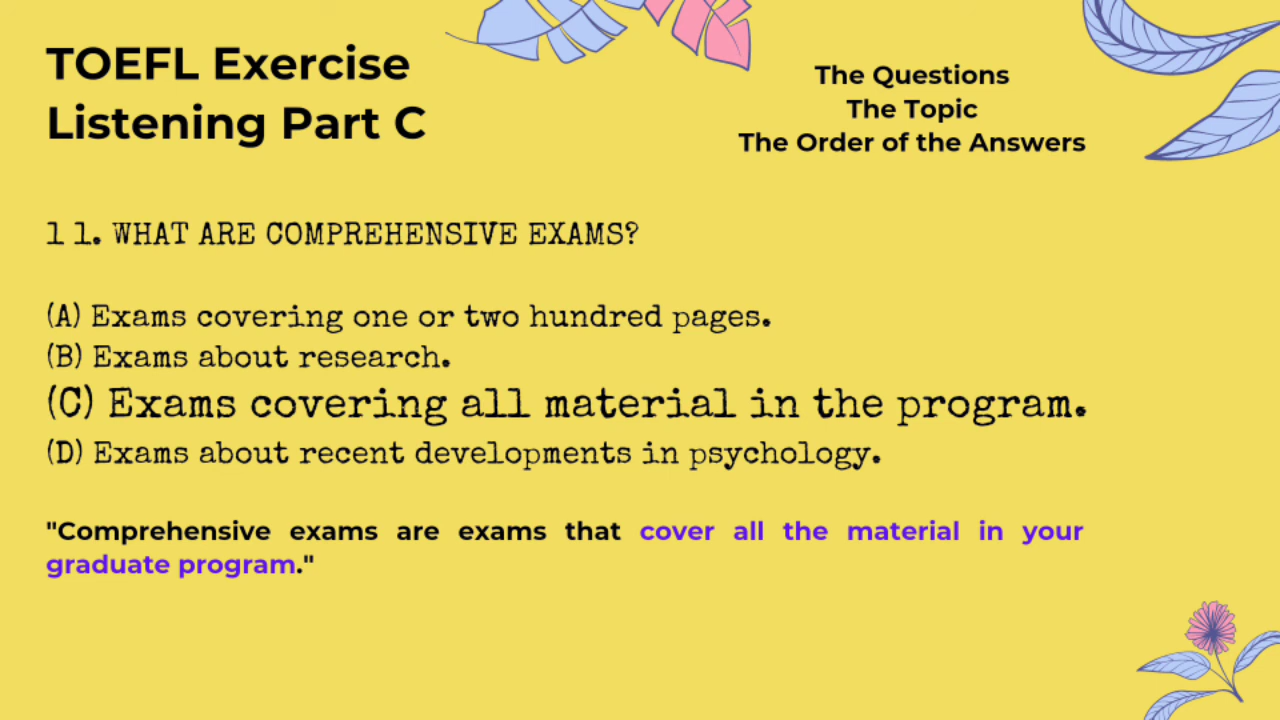 TOEFL Exercise
Listening Part C
The Questions
The Topic
The Order of the Answers
11. WHAT ARE COMPREHENSIVE EXAMS?
(A) Exams covering one or two hundred pages.
(B) Exams about research.
(C) Exams covering all material in the program.
(D) Exams about recent developments in psychology.
"Comprehensive exams are exams that cover all the material in your
graduate program."